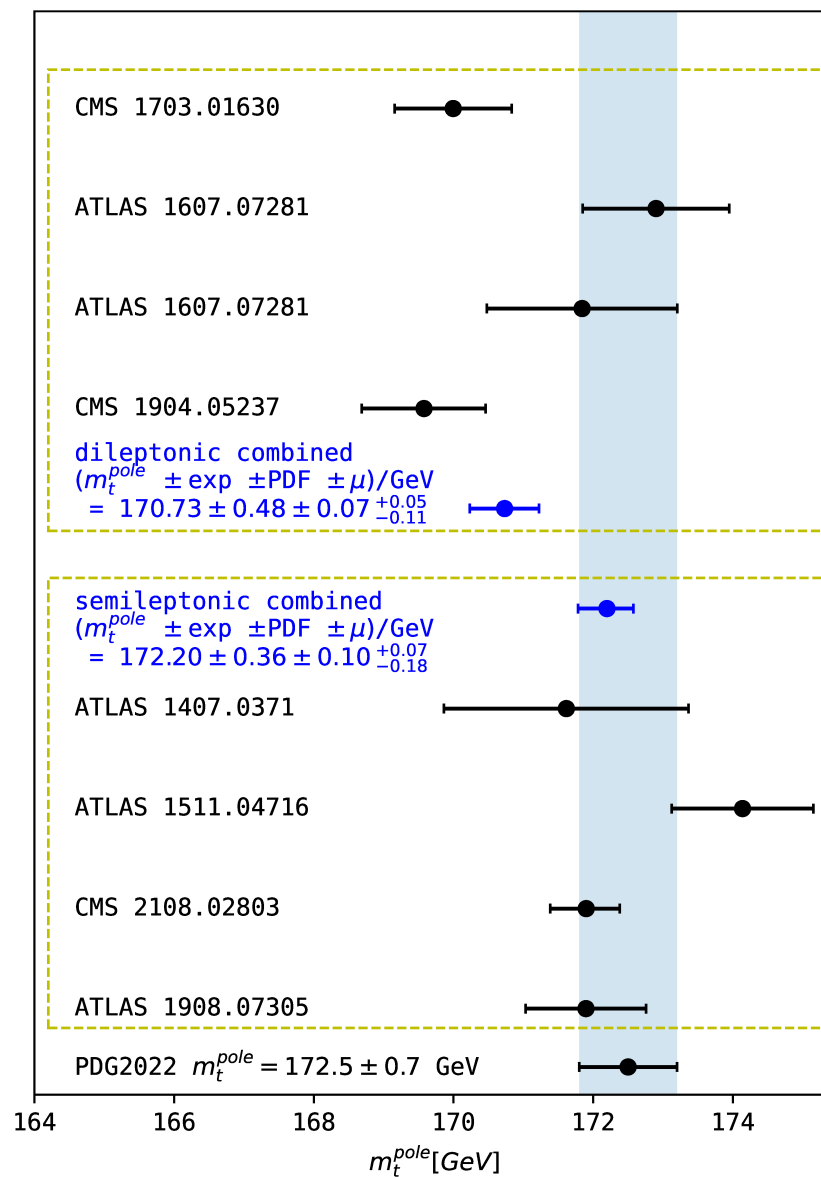 CMS 1703.01630
ATLAS 1607.07281
ATLAS 1607.07281
CMS 1904.05237
dileptonic combined
(m_t^{pole} ± exp ± PDF ± μ)/GeV
= 170.73 ± 0.48 ± 0.07 ^{+0.05}_{−0.11}
semileptonic combined
(m_t^{pole} ± exp ± PDF ± μ)/GeV
= 172.20 ± 0.36 ± 0.10 ^{+0.07}_{−0.18}
ATLAS 1407.0371
ATLAS 1511.04716
CMS 2108.02803
ATLAS 1908.07305
PDG2022 m_t^{pole} = 172.5 ± 0.7 GeV
164 166 168 170 172 174
m_t^{pole}[GeV]